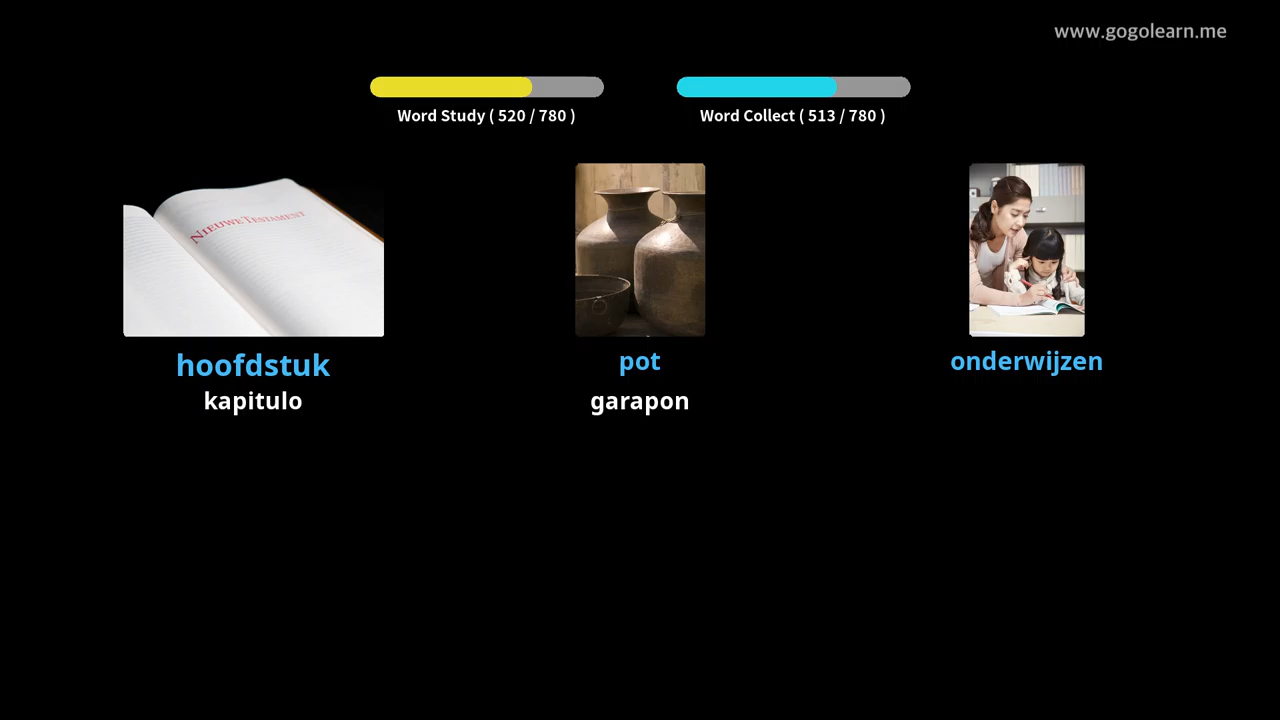 www.gogolearn.me
Word Study ( 520 / 780 )
Word Collect ( 513 / 780 )
NIEUWE TESTAMENT
hoofdstuk
kapitulo
pot
garapon
onderwijzen